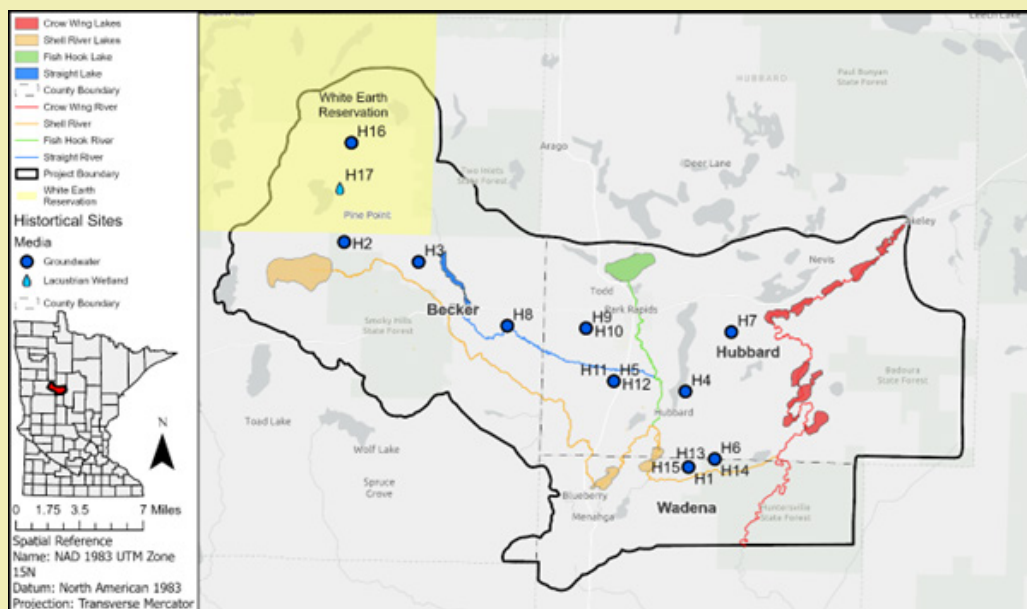 Crow Wing Lakes
Shell River Lakes
Fish Hook Lake
Straight Lake
County Boundary
Crow Wing River
Shell River
Fish Hook River
Straight River
Project Boundary
White Earth
Reservation
Historical Sites
Media
Groundwater
Lacustrian Wetland
County Boundary
N
0 1.75 3.5 7 Miles
Spatial Reference
Name: NAD 1983 UTM Zone
15N
Datum: North American 1983
Projection: Transverse Mercator
Leech Lake
HUBBARD
Paul Bunyan
State Forest
White Earth
Reservation
H16
Arago
Deer Lane
Two Inlets
State Forest
H17
Pine Point
H2
H3
Nevis
Todd
Park Rapids
Becker
Smoky Hills
State Forest
H8
H9
H10
H7
Hubbard
Badoura
State Forest
H11 H5
H12
H4
Hubbard
Toad Lake
Wolf Lake
Spruce
Grove
H13 H6
H15 H14
H1
Blueberry
Menahga
Wadena
Huntersville
State Forest